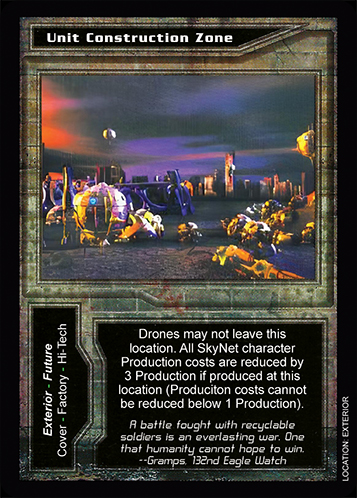 Unit Construction Zone
Exterior - Future
Cover - Factory - Hi-Tech
Drones may not leave this
location. All SkyNet character
Production costs are reduced by
3 Production if produced at this
location (Produciton costs cannot
be reduced below 1 Production).
A battle fought with recyclable
soldiers is an everlasting war. One
that humanity cannot hope to win.
--Gramps, 132nd Eagle Watch
LOCATION: EXTERIOR